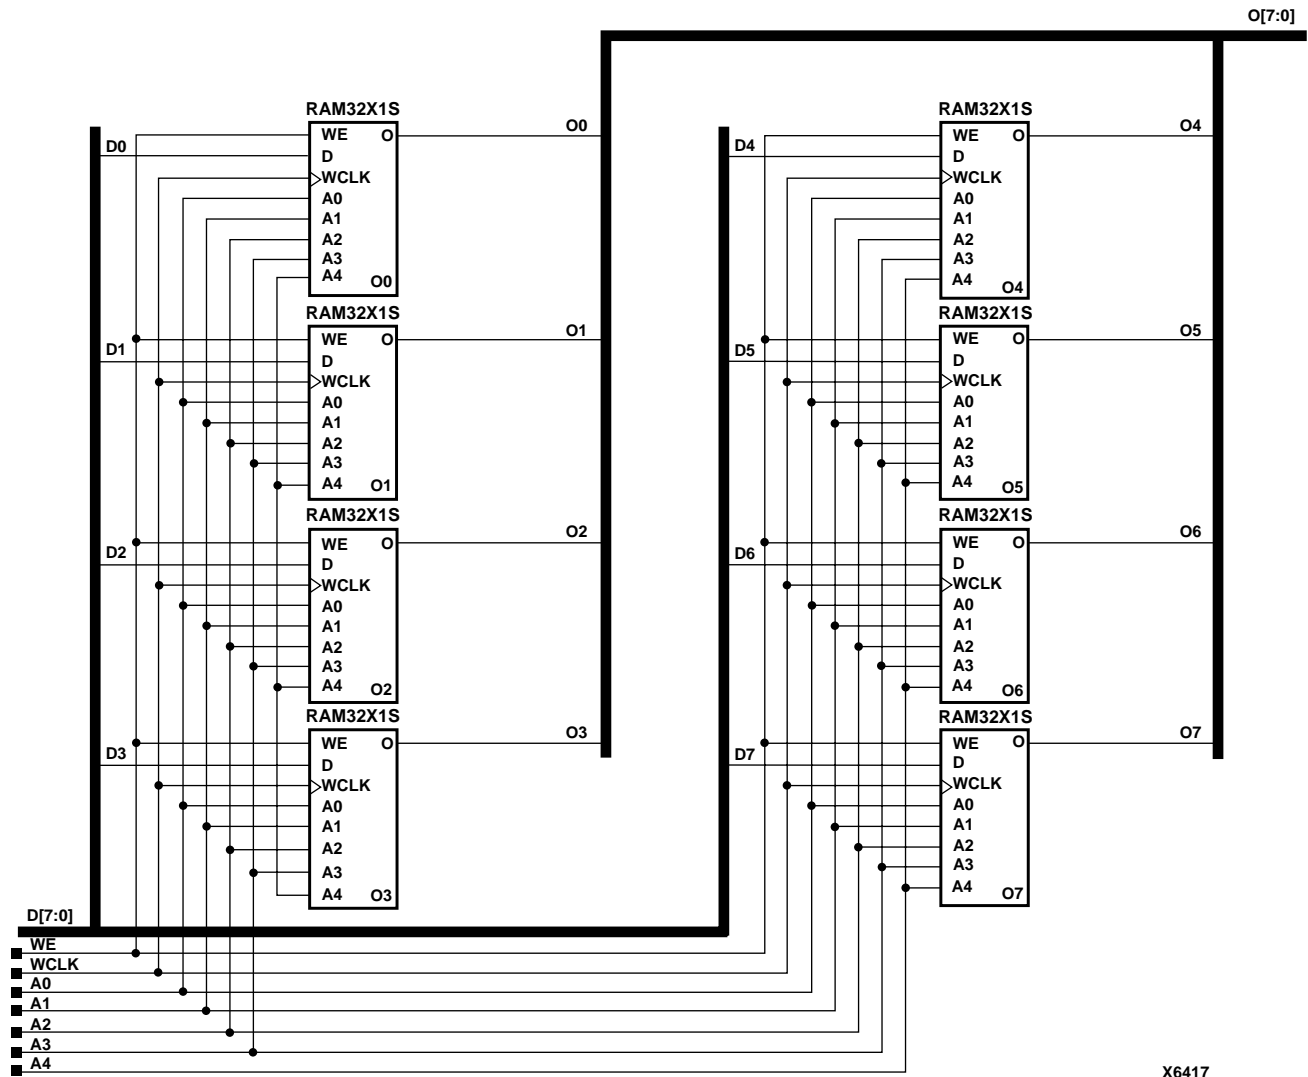 O[7:0]
RAM32X1S
WE O
D0
D
WCLK
A0
A1
A2
A3
A4 O0
O0
RAM32X1S
WE O
D1
D
WCLK
A0
A1
A2
A3
A4 O1
O1
RAM32X1S
WE O
D2
D
WCLK
A0
A1
A2
A3
A4 O2
O2
RAM32X1S
WE O
D3
D
WCLK
A0
A1
A2
A3
A4 O3
O3
RAM32X1S
WE O
D4
D
WCLK
A0
A1
A2
A3
A4 O4
O4
RAM32X1S
WE O
D5
D
WCLK
A0
A1
A2
A3
A4 O5
O5
RAM32X1S
WE O
D6
D
WCLK
A0
A1
A2
A3
A4 O6
O6
RAM32X1S
WE O
D7
D
WCLK
A0
A1
A2
A3
A4 O7
O7
D[7:0]
WE
WCLK
A0
A1
A2
A3
A4
X6417